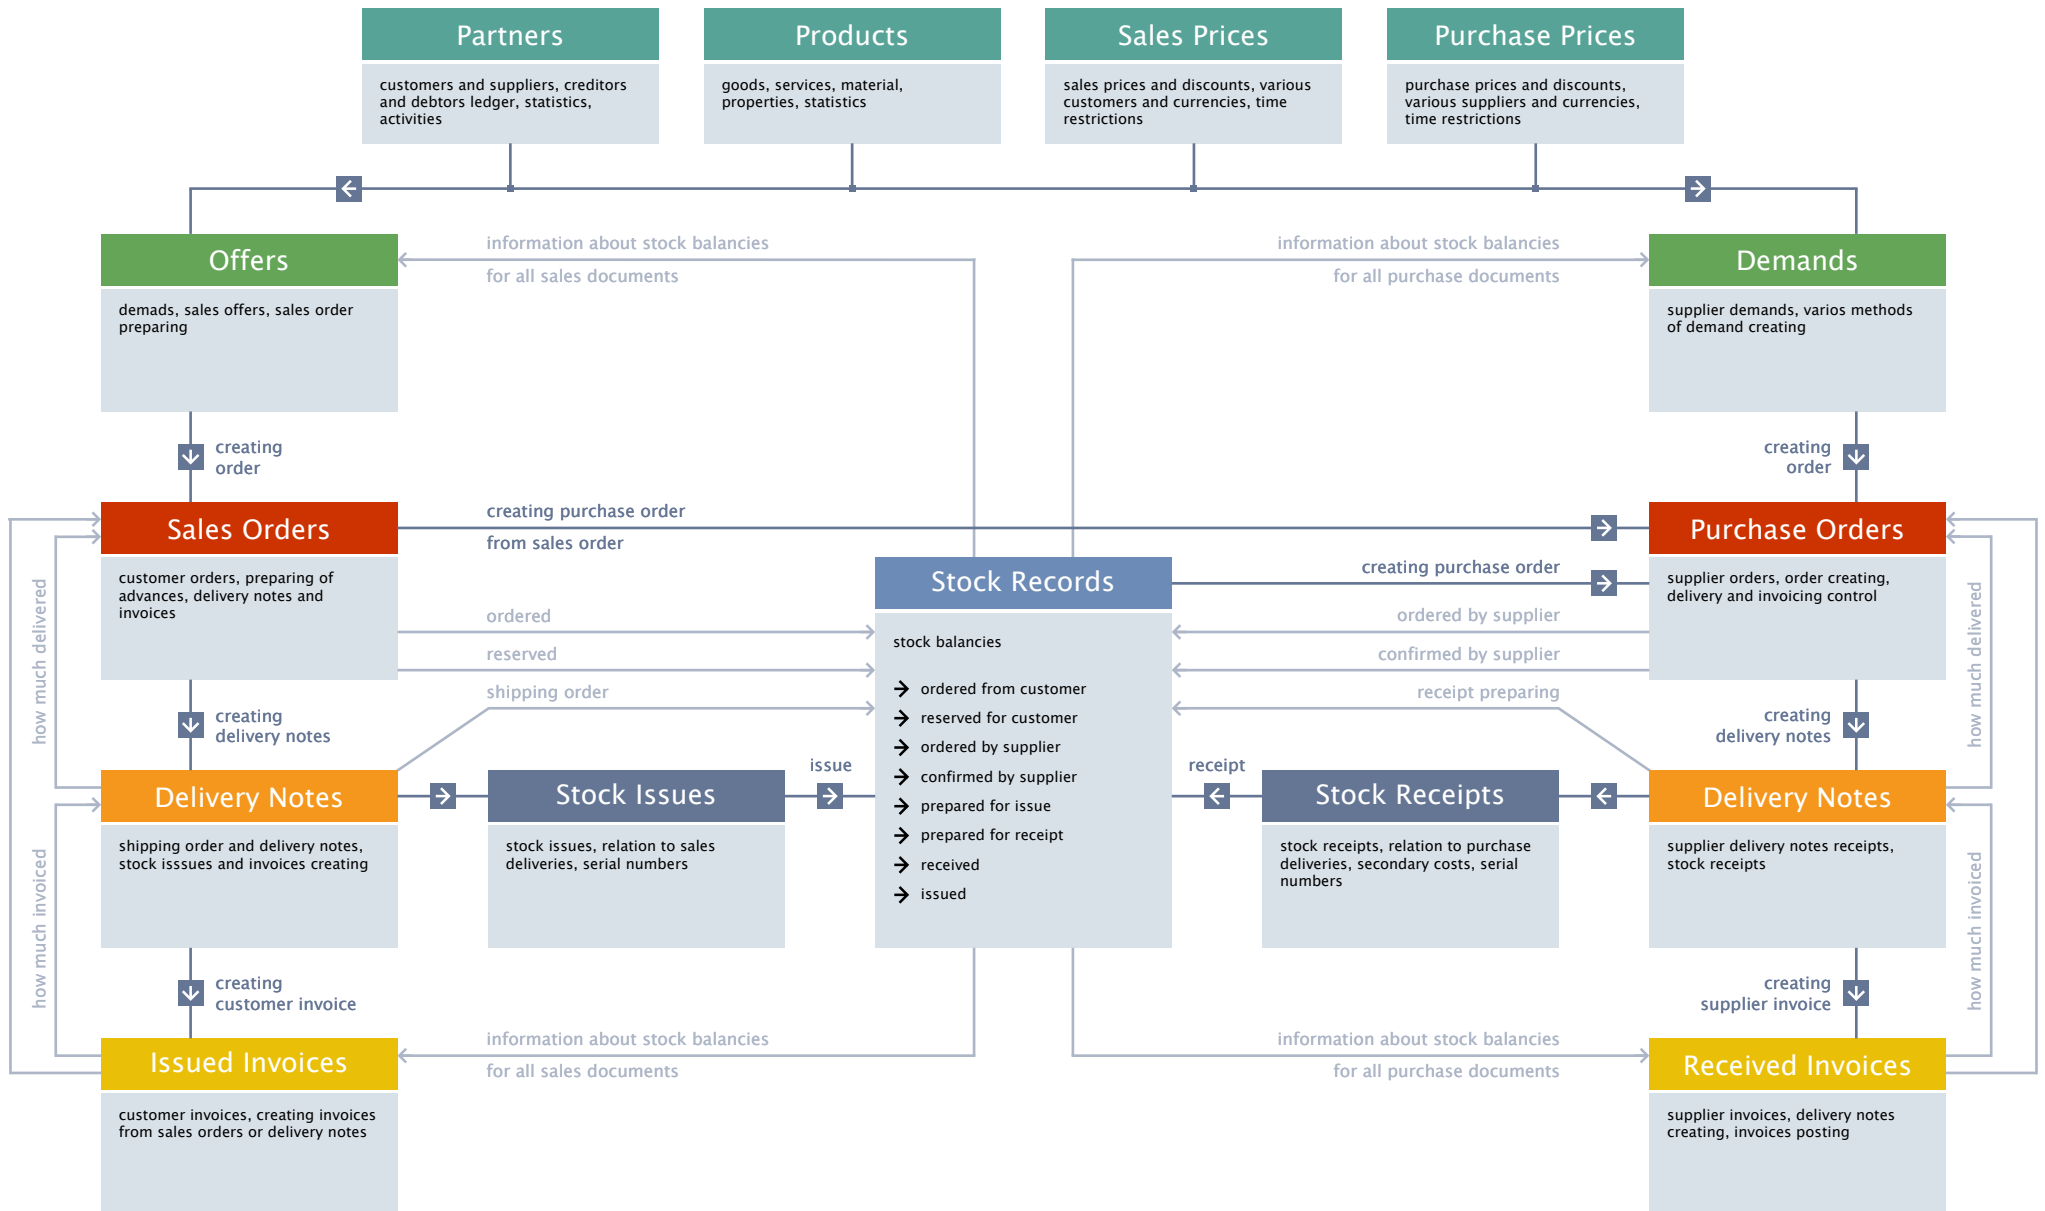 Partners
customers and suppliers, creditors
and debtors ledger, statistics,
activities
Products
goods, services, material,
properties, statistics
Sales Prices
sales prices and discounts, various
customers and currencies, time
restrictions
Purchase Prices
purchase prices and discounts,
various suppliers and currencies,
time restrictions
Offers
demads, sales offers, sales order
preparing
information about stock balancies
for all sales documents
information about stock balancies
for all purchase documents
Demands
supplier demands, varios methods
of demand creating
creating
order
creating
order
Sales Orders
customer orders, preparing of
advances, delivery notes and
invoices
creating purchase order
from sales order
ordered
reserved
shipping order
Stock Records
stock balancies
ordered from customer
reserved for customer
ordered by supplier
confirmed by supplier
prepared for issue
prepared for receipt
received
issued
creating purchase order
ordered by supplier
confirmed by supplier
receipt preparing
Purchase Orders
supplier orders, order creating,
delivery and invoicing control
how much delivered
how much delivered
creating
delivery notes
creating
delivery notes
Delivery Notes
shipping order and delivery notes,
stock isssues and invoices creating
Stock Issues
stock issues, relation to sales
deliveries, serial numbers
issue
receipt
Stock Receipts
stock receipts, relation to purchase
deliveries, secondary costs, serial
numbers
Delivery Notes
supplier delivery notes receipts,
stock receipts
how much invoiced
how much invoiced
creating
customer invoice
creating
supplier invoice
Issued Invoices
customer invoices, creating invoices
from sales orders or delivery notes
information about stock balancies
for all sales documents
information about stock balancies
for all purchase documents
Received Invoices
supplier invoices, delivery notes
creating, invoices posting